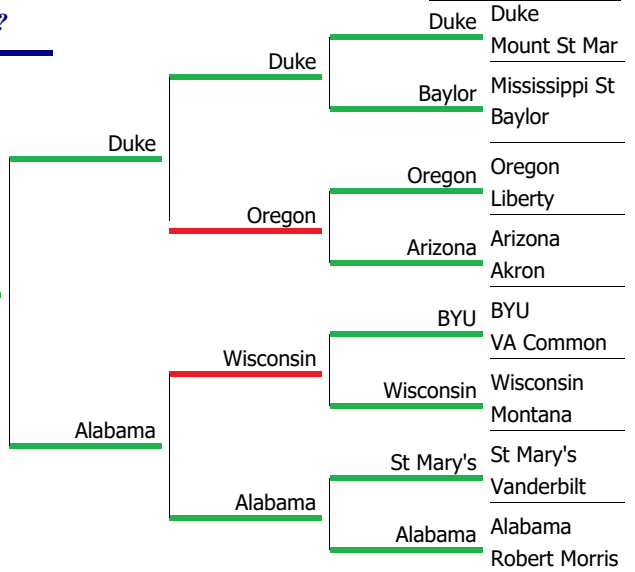 ?
Duke
Mount St Mar
Mississippi St
Baylor
Oregon
Liberty
Arizona
Akron
BYU
VA Common
Wisconsin
Montana
St Mary's
Vanderbilt
Alabama
Robert Morris
Duke
Baylor
Oregon
Arizona
BYU
Wisconsin
St Mary's
Alabama
Duke
Oregon
Wisconsin
Alabama
Duke
Alabama